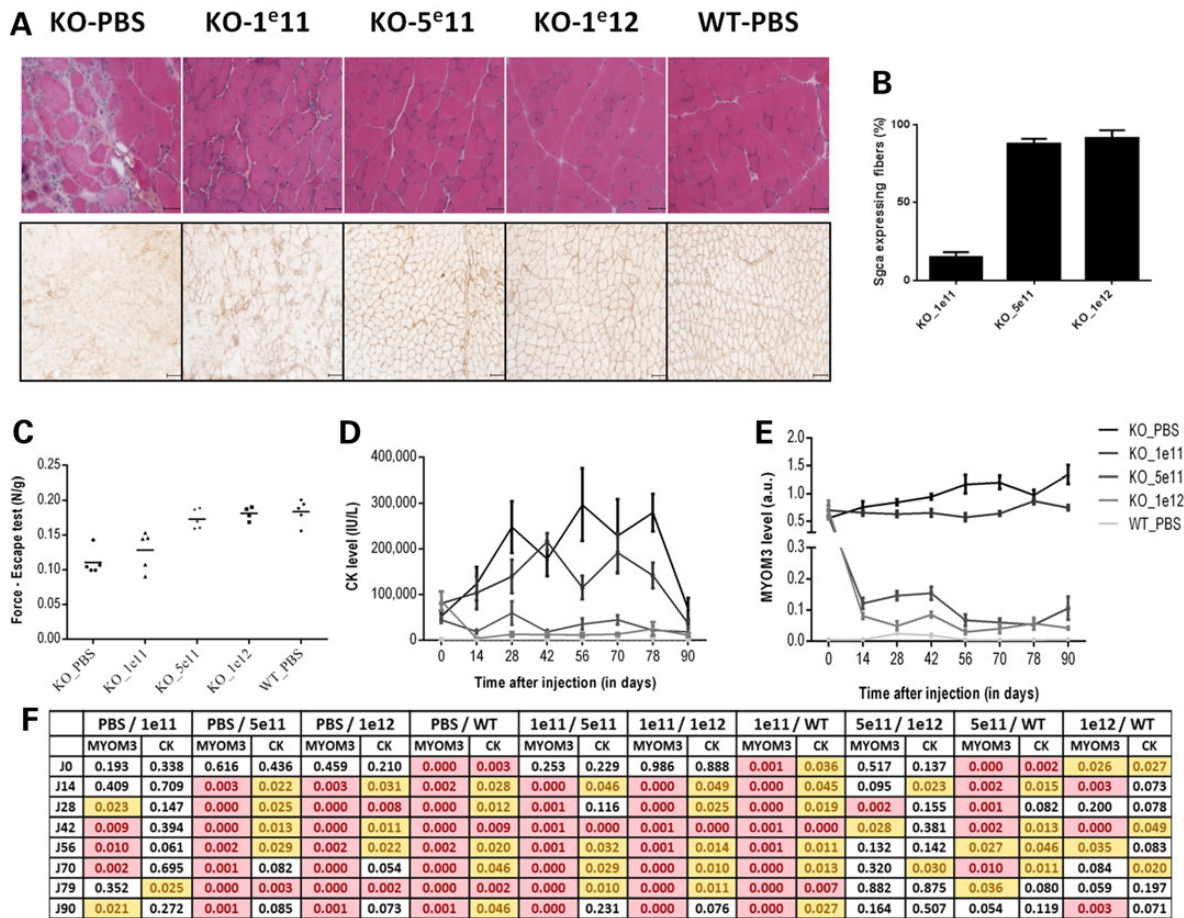 A KO-PBS KO-1e11 KO-5e11 KO-1e12 WT-PBS
B
100
50
0
Sgca expressing fibers (%)
KO_1e11 KO_5e11 KO_1e12
C
0.25
0.20
0.15
0.10
0.05
0.00
Force - Escape test (N/g)
KO_PBS KO_1e11 KO_5e11 KO_1e12 WT_PBS
D
400,000
300,000
200,000
100,000
0
CK level (IU/L)
0 14 28 42 56 70 78 90
Time after injection (in days)
E
2.0
1.5
1.0
0.5
0.3
0.2
0.1
0.0
MYOM3 level (a.u.)
0 14 28 42 56 70 78 90
Time after injection (in days)
KO_PBS
KO_1e11
KO_5e11
KO_1e12
WT_PBS
F PBS / 1e11 PBS / 5e11 PBS / 1e12 PBS / WT 1e11 / 5e11 1e11 / 1e12 1e11 / WT 5e11 / 1e12 5e11 / WT 1e12 / WT
MYOM3 CK MYOM3 CK MYOM3 CK MYOM3 CK MYOM3 CK MYOM3 CK MYOM3 CK MYOM3 CK MYOM3 CK MYOM3 CK
J0 0.193 0.338 0.616 0.436 0.459 0.210 0.000 0.003 0.253 0.229 0.986 0.888 0.001 0.036 0.517 0.137 0.000 0.002 0.026 0.027
J14 0.409 0.709 0.003 0.022 0.003 0.031 0.002 0.028 0.000 0.046 0.000 0.049 0.000 0.045 0.095 0.023 0.002 0.015 0.003 0.073
J28 0.023 0.147 0.000 0.025 0.000 0.008 0.000 0.012 0.001 0.116 0.000 0.025 0.000 0.019 0.002 0.155 0.001 0.082 0.200 0.078
J42 0.009 0.394 0.000 0.013 0.000 0.011 0.000 0.009 0.001 0.000 0.000 0.000 0.001 0.000 0.028 0.381 0.002 0.013 0.000 0.049
J56 0.010 0.061 0.002 0.029 0.002 0.022 0.002 0.020 0.001 0.032 0.001 0.014 0.001 0.011 0.132 0.142 0.027 0.046 0.035 0.083
J70 0.002 0.695 0.001 0.082 0.000 0.054 0.000 0.046 0.000 0.029 0.000 0.010 0.000 0.013 0.320 0.030 0.010 0.011 0.084 0.020
J79 0.352 0.025 0.000 0.003 0.000 0.002 0.000 0.002 0.000 0.010 0.000 0.011 0.000 0.007 0.882 0.875 0.036 0.080 0.059 0.197
J90 0.021 0.272 0.001 0.085 0.001 0.073 0.001 0.046 0.000 0.231 0.000 0.076 0.000 0.027 0.164 0.507 0.054 0.119 0.003 0.071